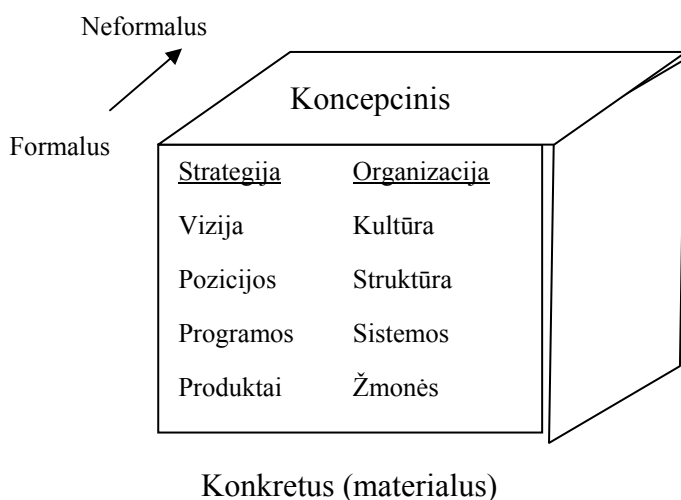 Neformalus
Koncepcinis
Formalus
Strategija Organizacija
Vizija Kultūra
Pozicijos Struktūra
Programos Sistemos
Produktai Žmonės
Konkretus (materialus)